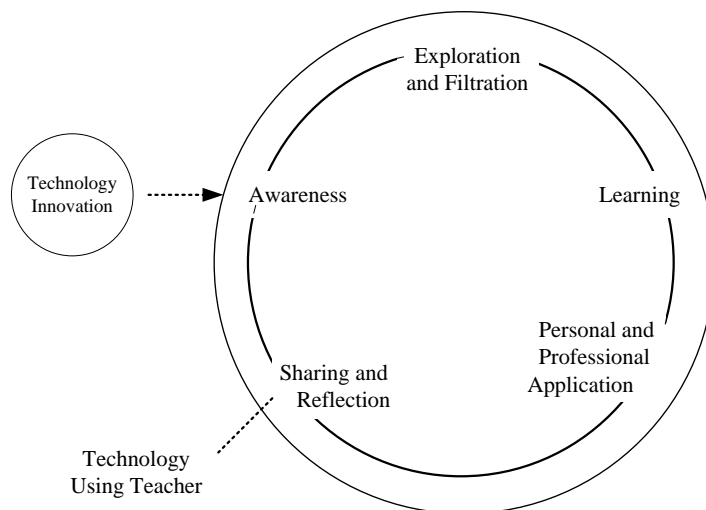 Exploration
and Filtration
Technology
Innovation
Awareness
Learning
Personal and
Professional
Application
Sharing and
Reflection
Technology
Using Teacher